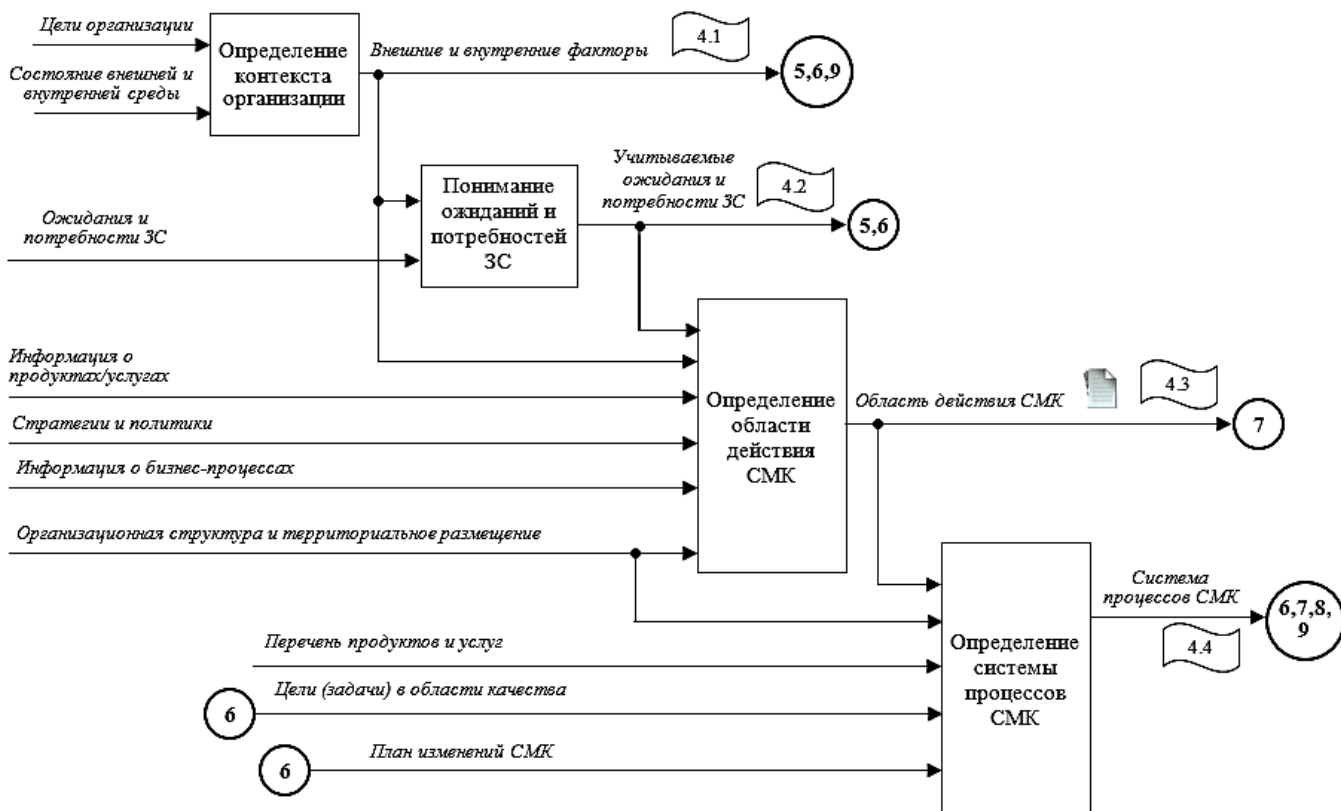 Цели организации
Состояние внешней и
внутренней среды
Определение
контекста
организации
Внешние и внутренние факторы
4.1
5,6,9
Ожидания и
потребности ЗС
Понимание
ожиданий и
потребностей
ЗС
Учитываемые
ожидания и
потребности ЗС
4.2
5,6
Информация о
продуктах/услугах
Стратегии и политики
Информация о бизнес-процессах
Организационная структура и территориальное размещение
Определение
области
действия
СМК
Область действия СМК
4.3
7
Перечень продуктов и услуг
Цели (задачи) в области качества
6
План изменений СМК
6
Определение
системы
процессов
СМК
Система
процессов СМК
4.4
6,7,8,
9